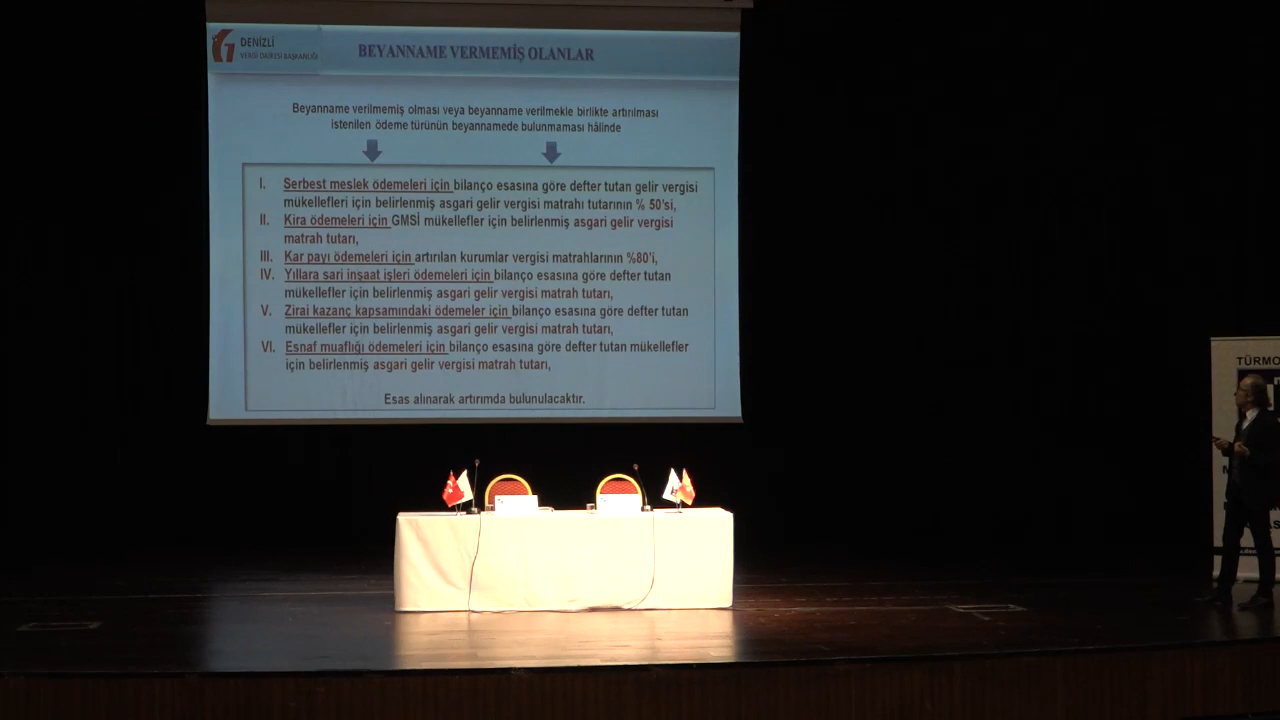 DENİZLİ
VERGİ DAİRESİ BAŞKANLIĞI
BEYANNAME VERMEMİŞ OLANLAR
Beyanname verilmemiş olması veya beyanname verilmekle birlikte artırılması
istenilen ödeme türünün beyannamede bulunmaması hâlinde
I. Serbest meslek ödemeleri için bilanço esasına göre defter tutan gelir vergisi
mükellefleri için belirlenmiş asgari gelir vergisi matrahı tutarının % 50'si,
II. Kira ödemeleri için GMSİ mükellefler için belirlenmiş asgari gelir vergisi
matrah tutarı,
III. Kar payı ödemeleri için artırılan kurumlar vergisi matrahlarının %80'i,
IV. Yıllara sari inşaat işleri ödemeleri için bilanço esasına göre defter tutan
mükellefler için belirlenmiş asgari gelir vergisi matrah tutarı,
V. Zirai kazanç kapsamındaki ödemeler için bilanço esasına göre defter tutan
mükellefler için belirlenmiş asgari gelir vergisi matrah tutarı,
VI. Esnaf muaflığı ödemeleri için bilanço esasına göre defter tutan mükellefler
için belirlenmiş asgari gelir vergisi matrah tutarı,
Esas alınarak artırımda bulunulacaktır.
TÜRMO